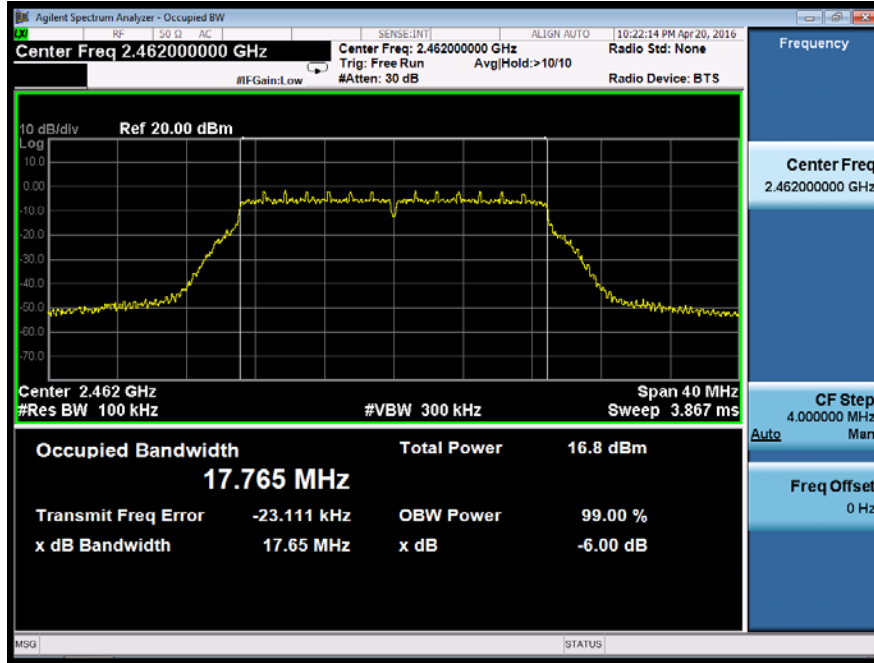 Agilent Spectrum Analyzer - Occupied BW
RF 50 Ω AC SENSE:INT ALIGN AUTO 10:22:14 PM Apr 20, 2016
Center Freq 2.462000000 GHz
Center Freq: 2.462000000 GHz Radio Std: None
Trig: Free Run Avg|Hold:>10/10
#IFGain:Low #Atten: 30 dB Radio Device: BTS
10 dB/div Ref 20.00 dBm
Log
10.0
0.00
-10.0
-20.0
-30.0
-40.0
-50.0
-60.0
-70.0
Center 2.462 GHz Span 40 MHz
#Res BW 100 kHz #VBW 300 kHz Sweep 3.867 ms
Occupied Bandwidth Total Power 16.8 dBm
17.765 MHz
Transmit Freq Error -23.111 kHz OBW Power 99.00 %
x dB Bandwidth 17.65 MHz x dB -6.00 dB
MSG STATUS
Frequency
Center Freq
2.462000000 GHz
CF Step
4.000000 MHz
Auto Man
Freq Offset
0 Hz